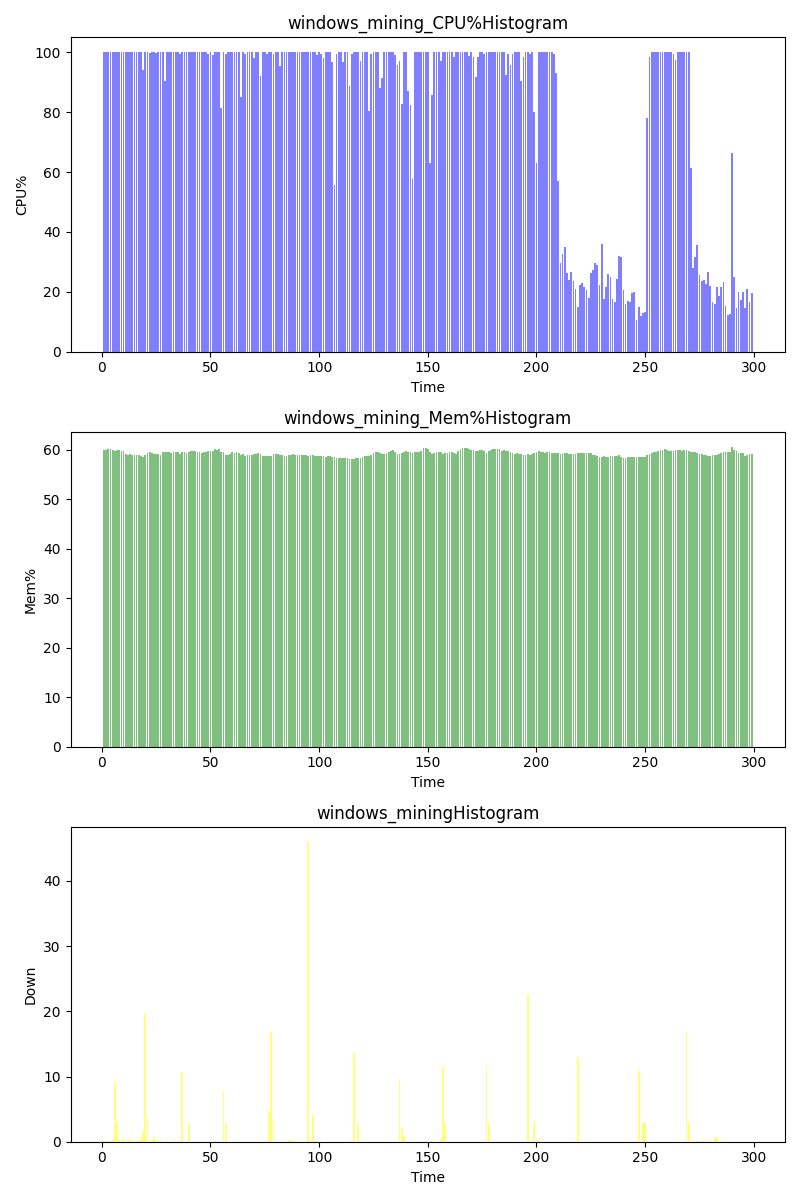 windows_mining_CPU%Histogram
100
80
60
40
20
0
CPU%
0 50 100 150 200 250 300
Time
windows_mining_Mem%Histogram
60
50
40
30
20
10
0
Mem%
0 50 100 150 200 250 300
Time
windows_miningHistogram
40
30
20
10
0
Down
0 50 100 150 200 250 300
Time